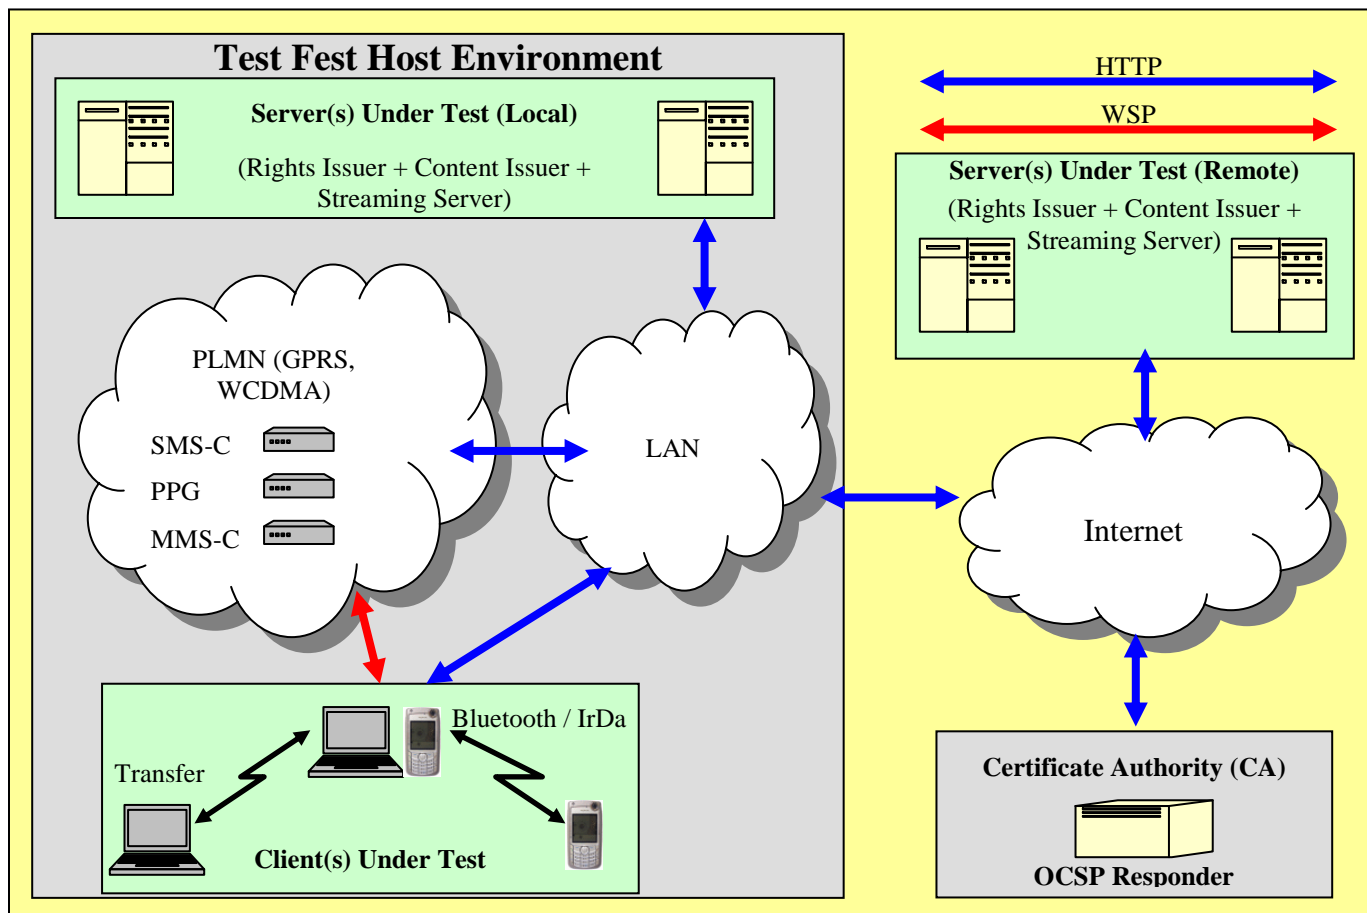 Test Fest Host Environment
Server(s) Under Test (Local)
(Rights Issuer + Content Issuer +
Streaming Server)
HTTP
WSP
Server(s) Under Test (Remote)
(Rights Issuer + Content Issuer +
Streaming Server)
PLMN (GPRS,
WCDMA)
SMS-C
PPG
MMS-C
LAN
Internet
Bluetooth / IrDa
Transfer
Client(s) Under Test
Certificate Authority (CA)
OCSP Responder